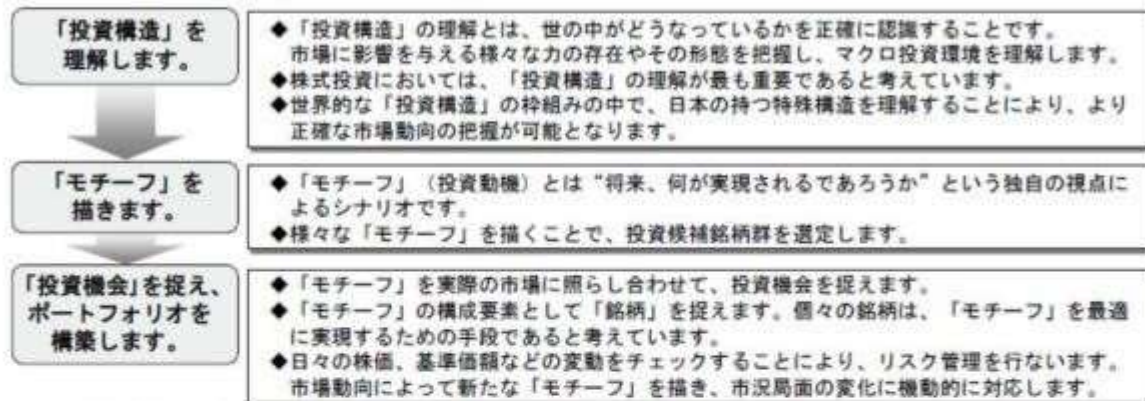 「投資構造」を
理解します。
◆「投資構造」の理解とは、世の中がどうなっているかを正確に認識することです。
市場に影響を与える様々な力の存在やその形態を把握し、マクロ投資環境を理解します。
◆株式投資においては、「投資構造」の理解が最も重要であると考えています。
◆世界的な「投資構造」の枠組みの中で、日本の持つ特殊構造を理解することにより、より
正確な市場動向の把握が可能となります。
「モチーフ」を
描きます。
◆「モチーフ」（投資動機）とは“将来、何が実現されるであろうか”という独自の視点に
よるシナリオです。
◆様々な「モチーフ」を描くことで、投資候補銘柄群を選定します。
「投資機会」を捉え、
ポートフォリオを
構築します。
◆「モチーフ」を実際の市場に照らし合わせて、投資機会を捉えます。
◆「モチーフ」の構成要素として「銘柄」を捉えます。個々の銘柄は、「モチーフ」を最適
に実現するための手段であると考えています。
◆日々の株価、基準価額などの変動をチェックすることにより、リスク管理を行ないます。
市場動向によって新たな「モチーフ」を描き、市況局面の変化に機動的に対応します。